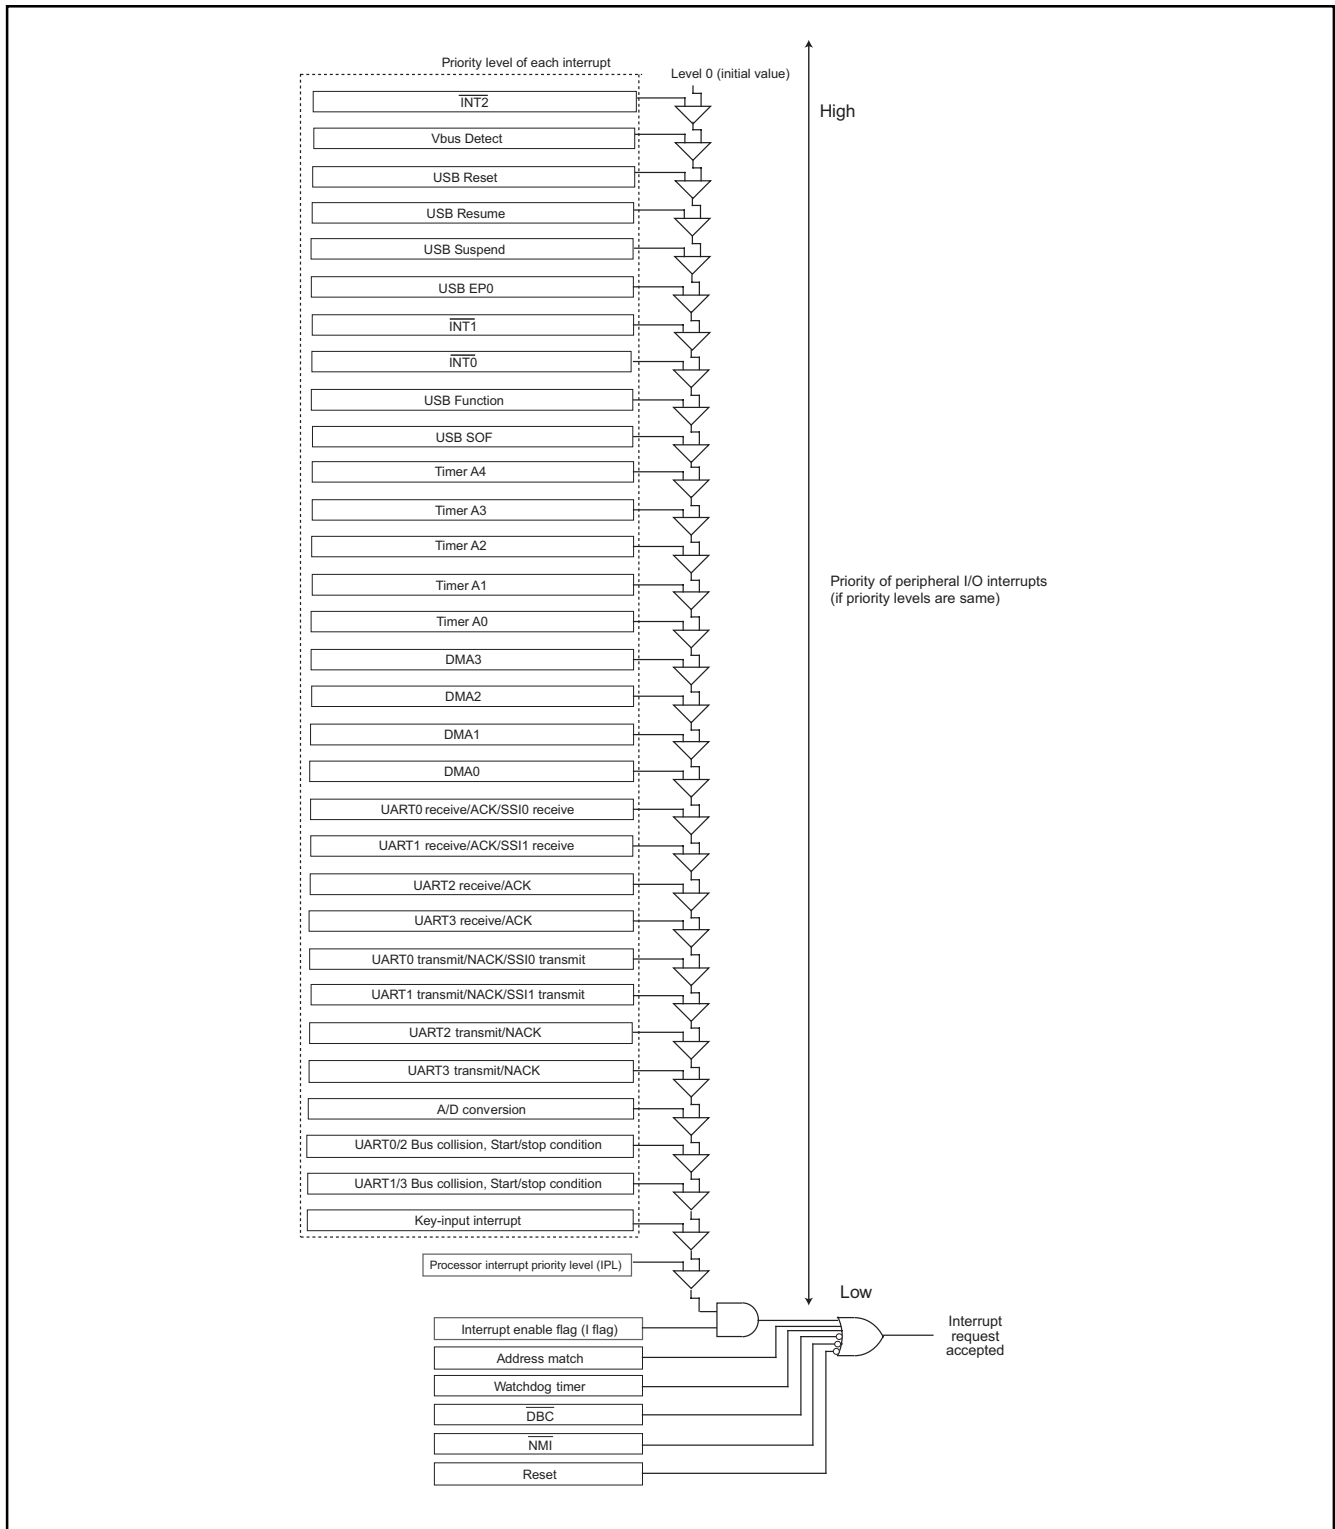 Priority level of each interrupt
Level 0 (initial value)
High
INT2
Vbus Detect
USB Reset
USB Resume
USB Suspend
USB EP0
INT1
INT0
USB Function
USB SOF
Timer A4
Timer A3
Timer A2
Timer A1
Timer A0
DMA3
DMA2
DMA1
DMA0
UART0 receive/ACK/SSI0 receive
UART1 receive/ACK/SSI1 receive
UART2 receive/ACK
UART3 receive/ACK
UART0 transmit/NACK/SSI0 transmit
UART1 transmit/NACK/SSI1 transmit
UART2 transmit/NACK
UART3 transmit/NACK
A/D conversion
UART0/2 Bus collision, Start/stop condition
UART1/3 Bus collision, Start/stop condition
Key-input interrupt
Processor interrupt priority level (IPL)
Priority of peripheral I/O interrupts
(if priority levels are same)
Low
Interrupt enable flag (I flag)
Address match
Watchdog timer
DBC
NMI
Reset
Interrupt
request
accepted